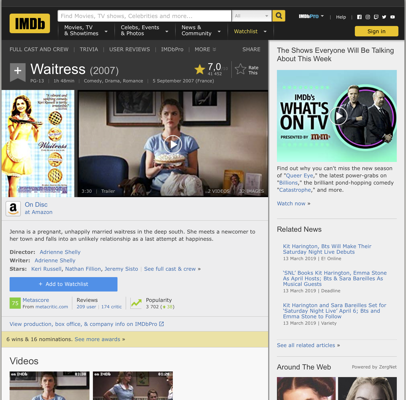 IMDb
Find Movies, TV shows, Celebrities and more...
All
Movies, TV
& Showtimes
Celebs, Events
& Photos
News &
Community
Watchlist
IMDbPro
Help
Sign in
FULL CAST AND CREW | TRIVIA | USER REVIEWS | IMDbPro | MORE
SHARE
Waitress (2007)
PG-13 | 1h 48min | Comedy, Drama, Romance | 5 September 2007 (France)
7,0
Rate
This
Waitress
3:30 | Trailer
2 VIDEOS
IMAGES
On Disc
at Amazon
Jenna is a pregnant, unhappily married waitress in the deep south. She meets a newcomer to
her town and falls into an unlikely relationship as a last attempt at happiness.
Director: Adrienne Shelly
Writer: Adrienne Shelly
Stars: Keri Russell, Nathan Fillion, Jeremy Sisto | See full cast & crew »
+ Add to Watchlist
75
Metascore
From metacritic.com
Reviews
209 user | 174 critic
Popularity
3 702
View production, box office, & company info on IMDbPro
6 wins & 16 nominations. See more awards »
Videos
03:30
02:09
The Shows Everyone Will Be Talking
About This Week
IMDb's
WHAT'S
ON TV
PRESENTED BY
Find out why you can't miss the new season
of "Queer Eye," the latest power-grabs on
"Billions," the brilliant pond-hopping comedy
"Catastrophe," and more.
Watch now »
Related News
Kit Harington, Bts Will Make Their
Saturday Night Live Debuts
13 March 2019 | E! Online
'SNL' Books Kit Harington, Emma Stone
As April Hosts; Bts & Sara Bareilles As
Musical Guests
13 March 2019 | Deadline
Kit Harington and Sara Bareilles Set for
'Saturday Night Live' April 6; Bts and
Emma Stone to Follow
13 March 2019 | Variety
See all related articles »
Around The Web
Powered by ZergNet